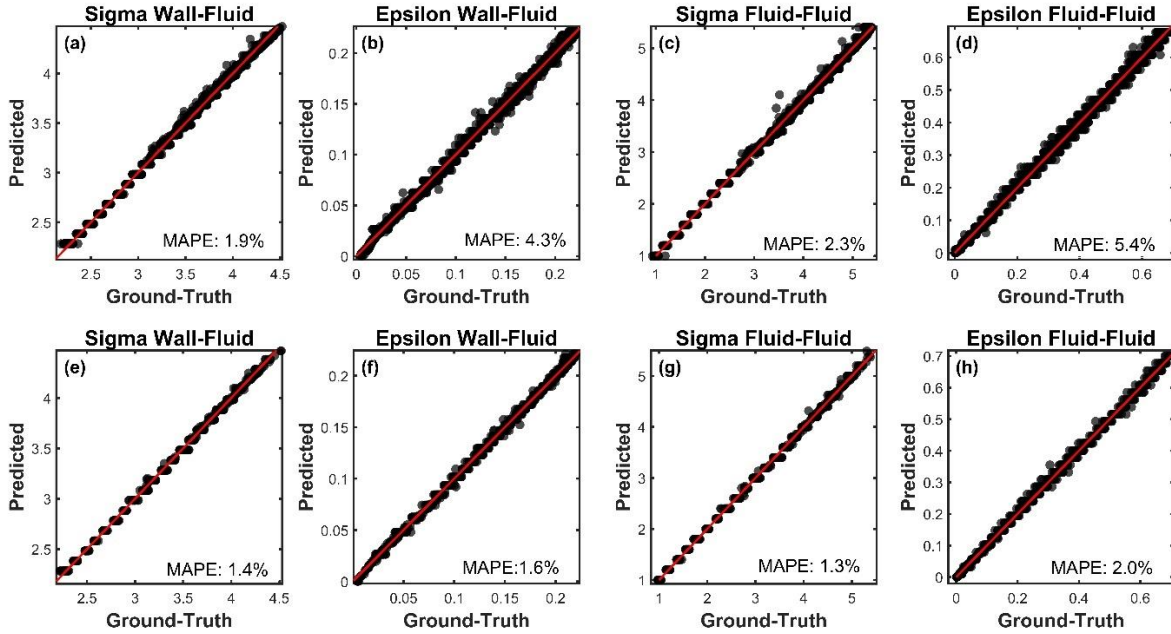 Sigma Wall-Fluid
(a)
4
3.5
3
2.5
Predicted
MAPE: 1.9%
2.5 3 3.5 4 4.5
Ground-Truth
Epsilon Wall-Fluid
(b)
0.2
0.15
0.1
0.05
0
Predicted
MAPE: 4.3%
0 0.05 0.1 0.15 0.2
Ground-Truth
Sigma Fluid-Fluid
(c)
5
4
3
2
1
Predicted
MAPE: 2.3%
1 2 3 4 5
Ground-Truth
Epsilon Fluid-Fluid
(d)
0.6
0.5
0.4
0.3
0.2
0.1
0
Predicted
MAPE: 5.4%
0 0.2 0.4 0.6
Ground-Truth
Sigma Wall-Fluid
(e)
4
3.5
3
2.5
Predicted
MAPE: 1.4%
2.5 3 3.5 4 4.5
Ground-Truth
Epsilon Wall-Fluid
(f)
0.2
0.15
0.1
0.05
0
Predicted
MAPE:1.6%
0.05 0.1 0.15 0.2
Ground-Truth
Sigma Fluid-Fluid
(g)
5
4
3
2
1
Predicted
MAPE: 1.3%
1 2 3 4 5
Ground-Truth
Epsilon Fluid-Fluid
(h)
0.7
0.6
0.5
0.4
0.3
0.2
0.1
0
Predicted
MAPE: 2.0%
0 0.2 0.4 0.6
Ground-Truth